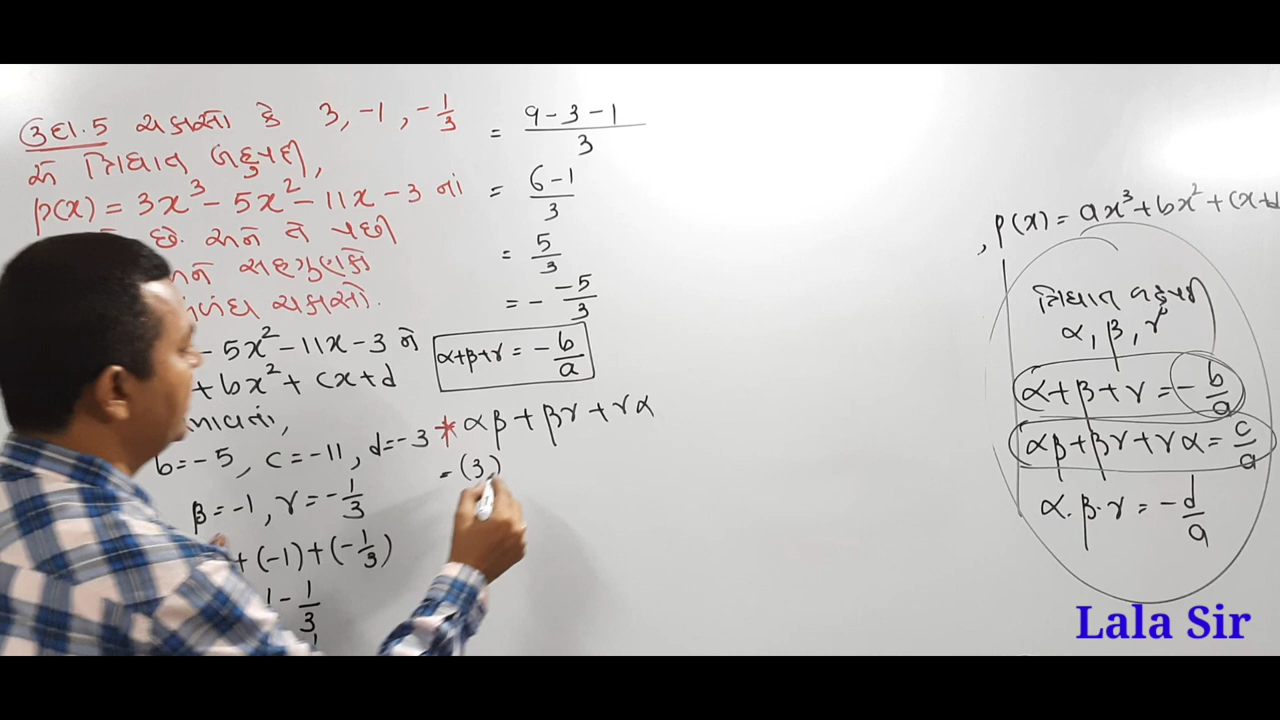 ઉદા.5 ચકાસો કે 3, -1, -1/3
એ ત્રિઘાત બહુપદી,
p(x) = 3x³ - 5x² - 11x - 3 નાં
છે. અને તે પછી
અને સહગુણકો
ચકાસો.
- 5x² - 11x - 3 ને
+ bx² + cx + d
b = -5, c = -11, d = -3
β = -1, γ = -1/3
+ (-1) + (-1/3)
- 1/3
= (9 - 3 - 1)/3
= (6 - 1)/3
= 5/3
= - -5/3
α+β+γ = -b/a
* αβ + βγ + γα
= (3)
, p(x) = ax³ + bx² + cx + d
ત્રિઘાત બહુપદી
α, β, γ
α + β + γ = -b/a
αβ + βγ + γα = c/a
α · β · γ = -d/a
Lala Sir